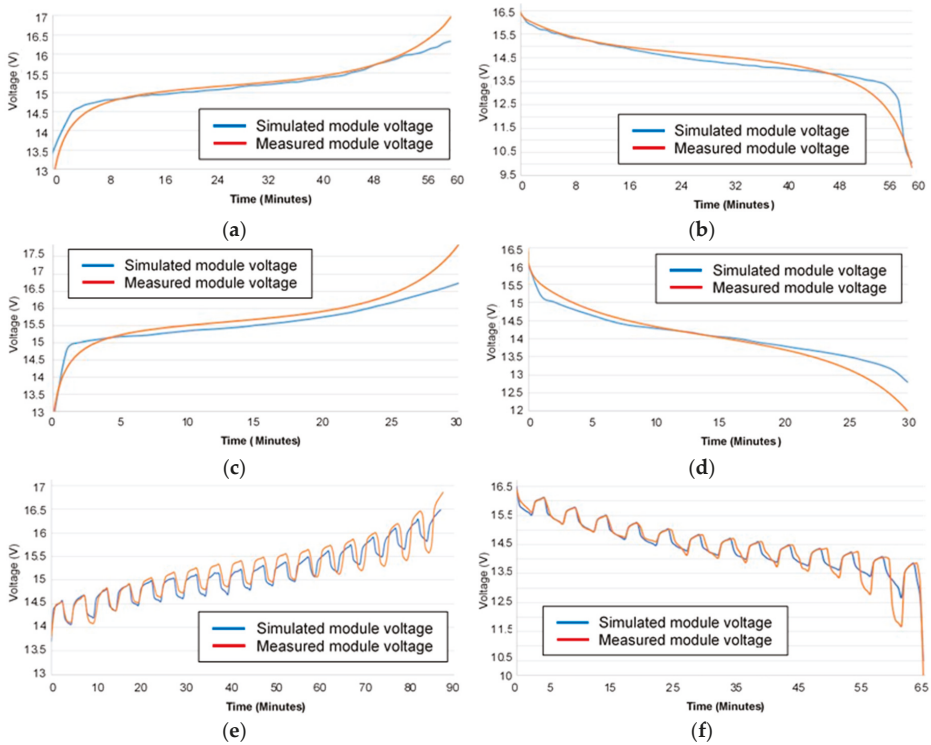 17
16.5
16
15.5
15
14.5
14
13.5
13
Voltage (V)
Simulated module voltage
Measured module voltage
0 8 16 24 32 40 48 56 60
Time (Minutes)
(a)
16.5
15.5
14.5
13.5
12.5
11.5
10.5
9.5
Voltage (V)
Simulated module voltage
Measured module voltage
0 8 16 24 32 40 48 56 60
Time (Minutes)
(b)
17.5
17
16.5
16
15.5
15
14.5
14
13.5
13
Voltage (V)
Simulated module voltage
Measured module voltage
0 5 10 15 20 25 30
Time (Minutes)
(c)
16.5
16
15
14.5
14
13.5
13
12.5
12
Voltage (V)
Simulated module voltage
Measured module voltage
0 5 10 15 20 25 30
Time (Minutes)
(d)
17
16.5
16
15.5
15
14.5
14
13.5
13
Voltage (V)
Simulated module voltage
Measured module voltage
0 10 20 30 40 50 60 70 80 90
Time (Minutes)
(e)
16.5
15.5
14.5
13.5
12.5
11.5
10.5
10
Voltage (V)
Simulated module voltage
Measured module voltage
0 5 15 25 35 45 55 65
Time (Minutes)
(f)